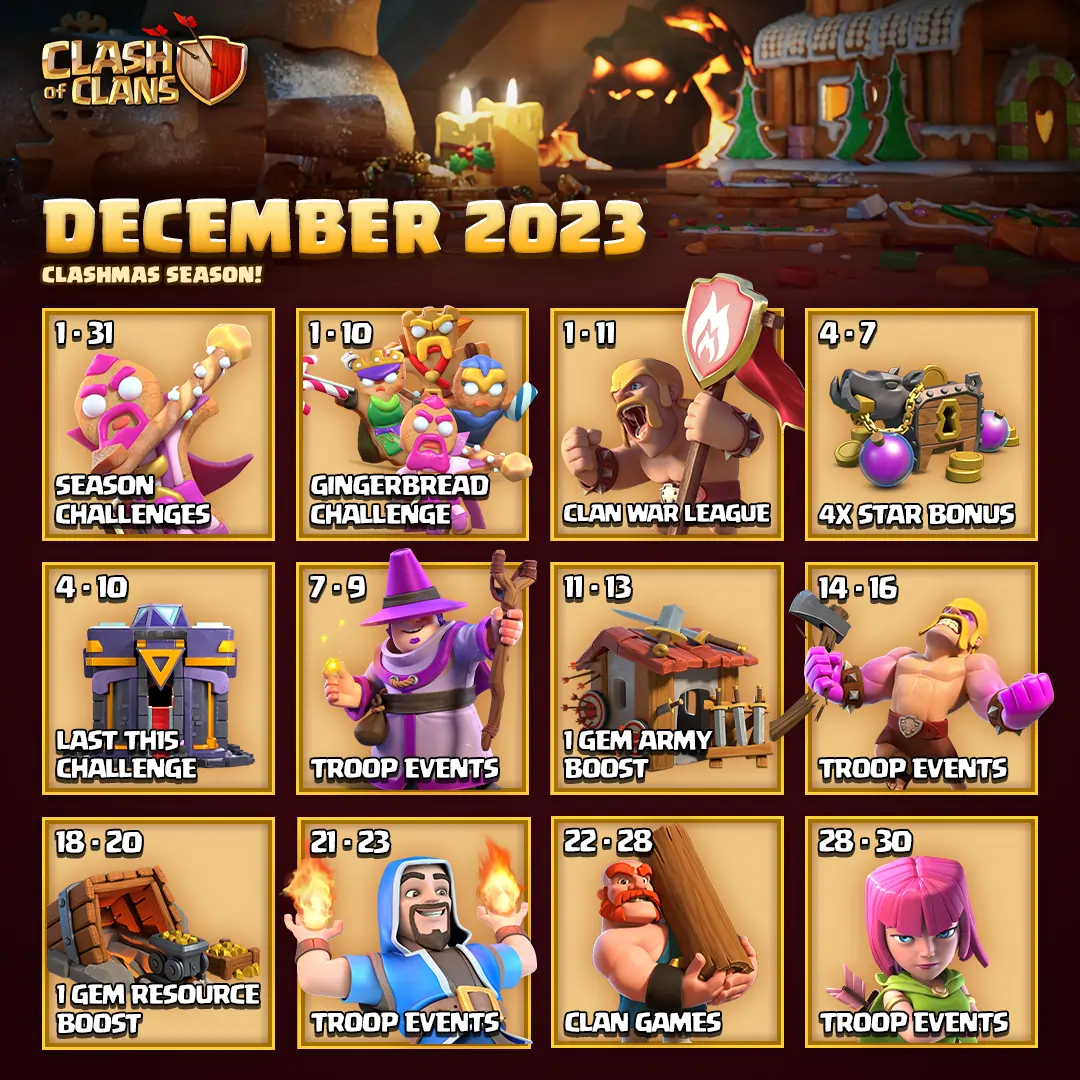 CLASH
OF CLANS
DECEMBER 2023
CLASHMAS SEASON!
1 - 31
SEASON
CHALLENGES
1 - 10
GINGERBREAD
CHALLENGE
1 - 11
CLAN WAR LEAGUE
4 - 7
4X STAR BONUS
4 - 10
LAST THIS
CHALLENGE
7 - 9
TROOP EVENTS
11 - 13
1 GEM ARMY
BOOST
14 - 16
TROOP EVENTS
18 - 20
1 GEM RESOURCE
BOOST
21 - 23
TROOP EVENTS
22 - 28
CLAN GAMES
28 - 30
TROOP EVENTS